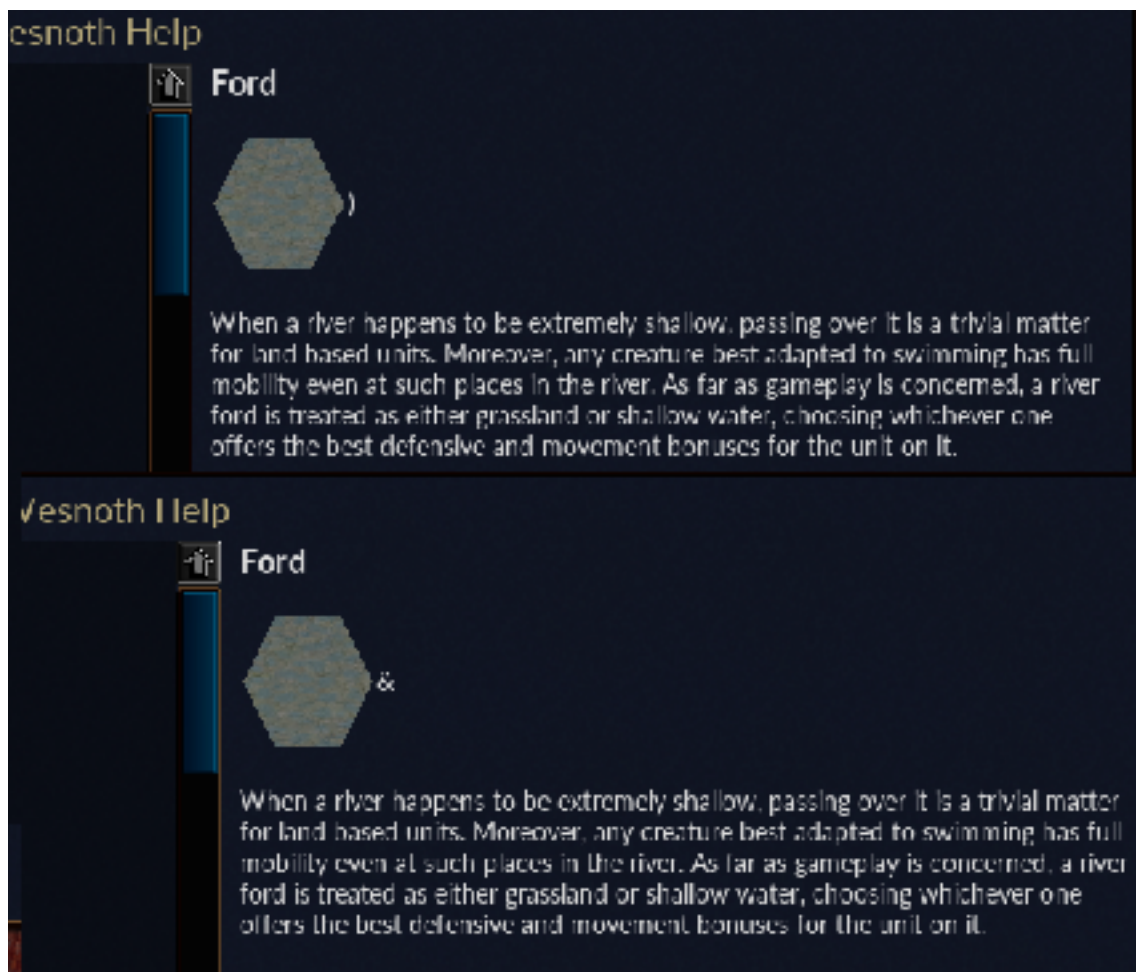 esnoth Help
Ford
)
When a river happens to be extremely shallow, passing over it is a trivial matter
for land based units. Moreover, any creature best adapted to swimming has full
mobility even at such places in the river. As far as gameplay is concerned, a river
ford is treated as either grassland or shallow water, choosing whichever one
offers the best defensive and movement bonuses for the unit on it.
Wesnoth Help
Ford
&
When a river happens to be extremely shallow, passing over it is a trivial matter
for land based units. Moreover, any creature best adapted to swimming has full
mobility even at such places in the river. As far as gameplay is concerned, a river
ford is treated as either grassland or shallow water, choosing whichever one
offers the best defensive and movement bonuses for the unit on it.